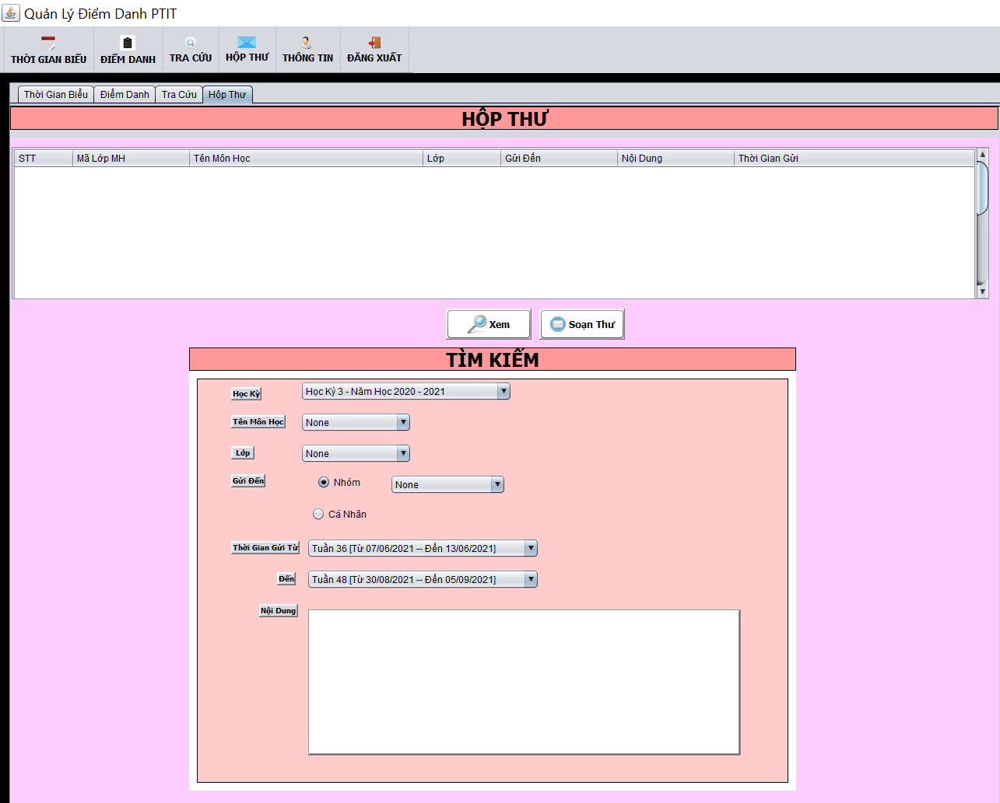 Quản Lý Điểm Danh PTIT
THỜI GIAN BIỂU ĐIỂM DANH TRA CỨU HỘP THƯ THÔNG TIN ĐĂNG XUẤT
Thời Gian Biểu Điểm Danh Tra Cứu Hộp Thư
HỘP THƯ
STT Mã Lớp MH Tên Môn Học Lớp Gửi Đến Nội Dung Thời Gian Gửi
Xem Soạn Thư
TÌM KIẾM
Học Kỳ Học Kỷ 3 - Năm Học 2020 - 2021
Tên Môn Học None
Lớp None
Gửi Đến Nhóm None
Cá Nhân
Thời Gian Gửi Từ Tuần 36 [Từ 07/06/2021 -- Đến 13/06/2021]
Đến Tuần 48 [Từ 30/08/2021 -- Đến 05/09/2021]
Nội Dung